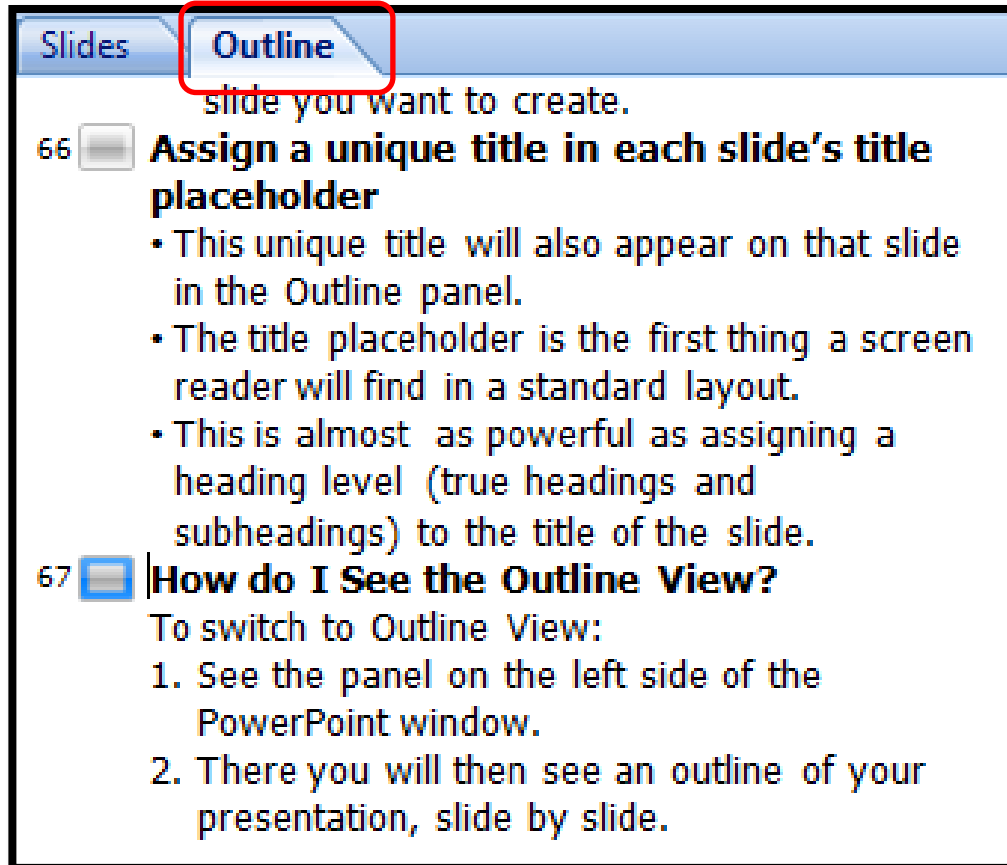 Slides Outline
slide you want to create.
66 Assign a unique title in each slide's title
placeholder
• This unique title will also appear on that slide
in the Outline panel.
• The title placeholder is the first thing a screen
reader will find in a standard layout.
• This is almost as powerful as assigning a
heading level (true headings and
subheadings) to the title of the slide.
67 How do I See the Outline View?
To switch to Outline View:
1. See the panel on the left side of the
PowerPoint window.
2. There you will then see an outline of your
presentation, slide by slide.